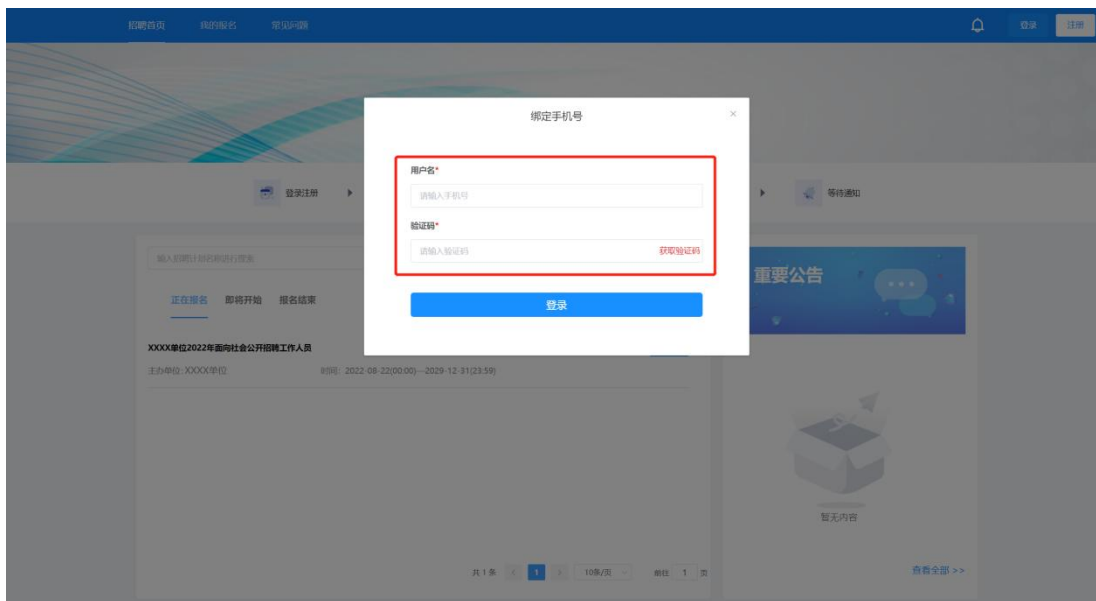 招聘首页 我的报名 常见问题 登录 注册
绑定手机号
用户名*
请输入手机号
验证码*
请输入验证码 获取验证码
登录
登录注册 等待通知
输入招聘计划名称进行搜索
正在报名 即将开始 报名结束
XXXX单位2022年面向社会公开招聘工作人员
主办单位:XXXX单位 时间: 2022-08-22(00:00)---2029-12-31(23:59)
共 1 条 1 10条/页 前往 1 页
重要公告
暂无内容
查看全部 >>